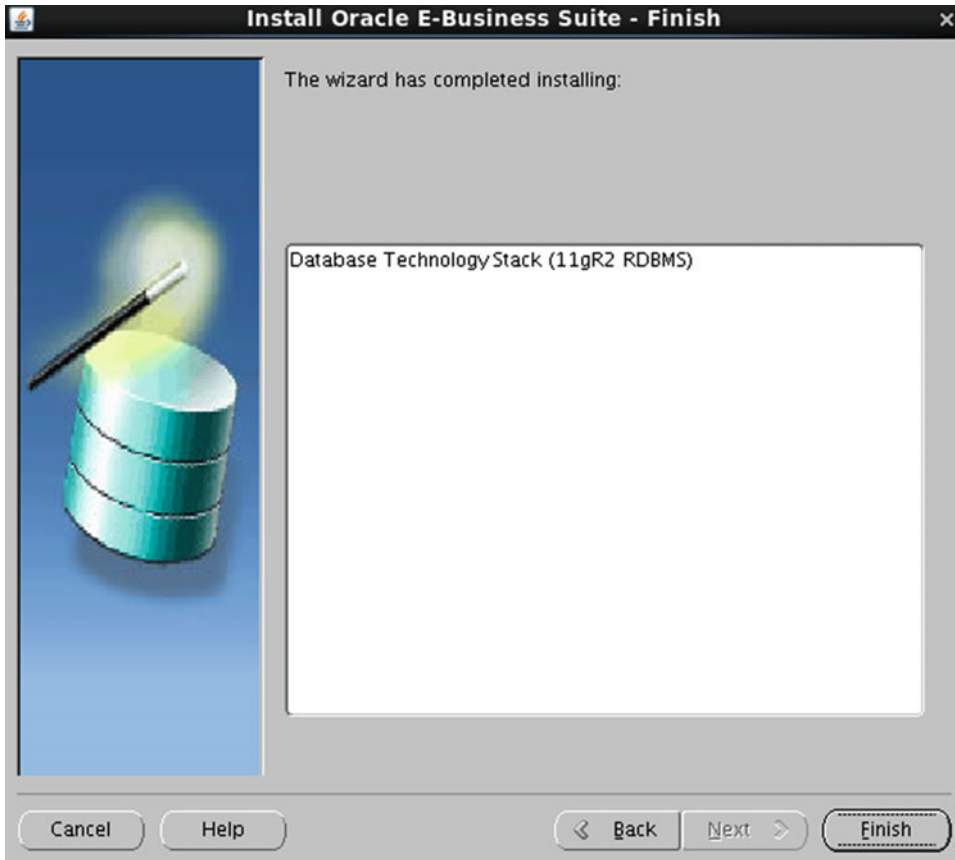 Install Oracle E-Business Suite - Finish
The wizard has completed installing:
Database Technology Stack (11gR2 RDBMS)
Cancel
Help
Back
Next
Finish